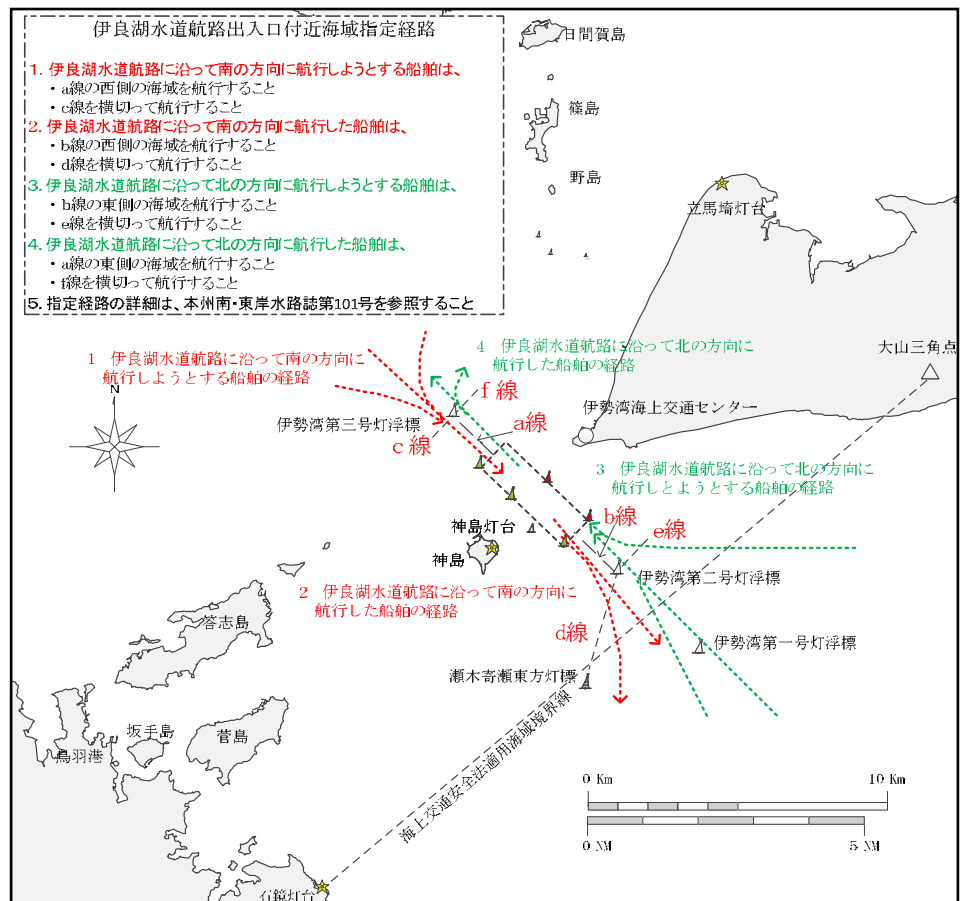 伊良湖水道航路出入口付近海域指定経路
1. 伊良湖水道航路に沿って南の方向に航行しようとする船舶は、
・a線の西側の海域を航行すること
・c線を横切って航行すること
2. 伊良湖水道航路に沿って南の方向に航行した船舶は、
・b線の西側の海域を航行すること
・d線を横切って航行すること
3. 伊良湖水道航路に沿って北の方向に航行しようとする船舶は、
・b線の東側の海域を航行すること
・e線を横切って航行すること
4. 伊良湖水道航路に沿って北の方向に航行した船舶は、
・a線の東側の海域を航行すること
・f線を横切って航行すること
5. 指定経路の詳細は、本州南・東岸水路誌第101号を参照すること
日間賀島
篠島
野島
立馬埼灯台
大山三角点
1 伊良湖水道航路に沿って南の方向に
航行しようとする船舶の経路
4 伊良湖水道航路に沿って北の方向に
航行した船舶の経路
N
f 線
伊勢湾第三号灯浮標
a線
c 線
伊勢湾海上交通センター
3 伊良湖水道航路に沿って北の方向に
航行しとようとする船舶の経路
b線
e線
神島灯台
神島
伊勢湾第二号灯浮標
2 伊良湖水道航路に沿って南の方向に
航行した船舶の経路
d線
伊勢湾第一号灯浮標
答志島
瀬木寄瀬東方灯標
坂手島
菅島
鳥羽港
海上交通安全法適用海域境界線
0 Km
10 Km
0 NM
5 NM
石鏡灯台